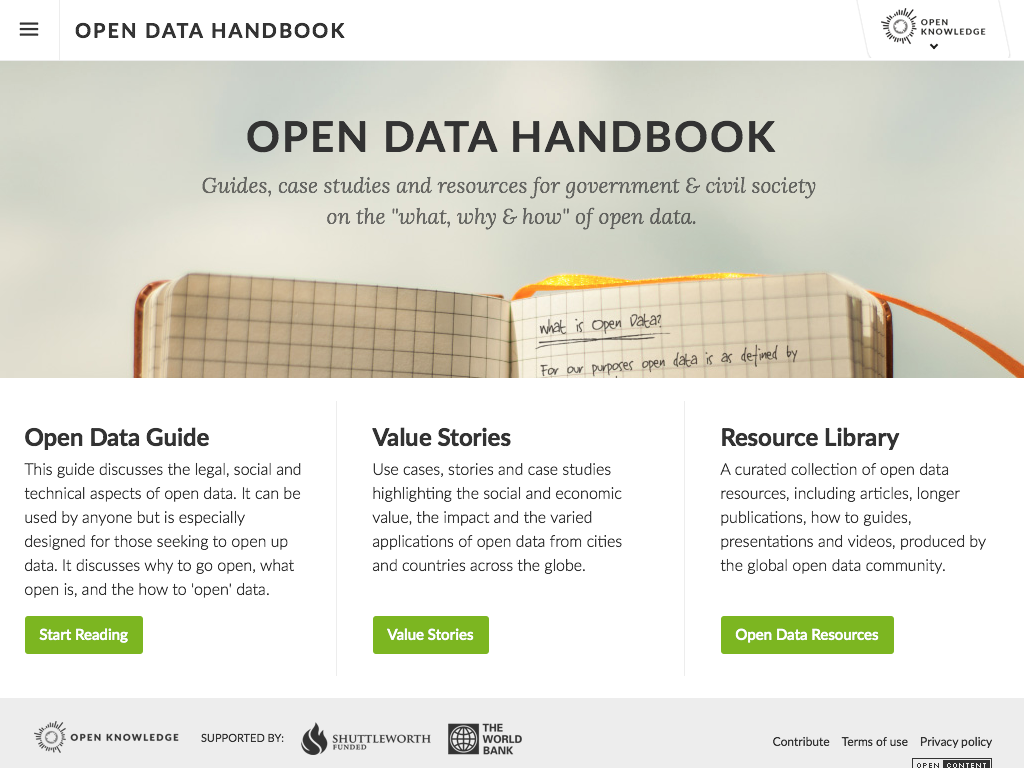 OPEN DATA HANDBOOK
OPEN
KNOWLEDGE
OPEN DATA HANDBOOK
Guides, case studies and resources for government & civil society
on the "what, why & how" of open data.
What is Open Data?
For our purposes open data is as defined by
Open Data Guide
This guide discusses the legal, social and
technical aspects of open data. It can be
used by anyone but is especially
designed for those seeking to open up
data. It discusses why to go open, what
open is, and the how to 'open' data.
Start Reading
Value Stories
Use cases, stories and case studies
highlighting the social and economic
value, the impact and the varied
applications of open data from cities
and countries across the globe.
Value Stories
Resource Library
A curated collection of open data
resources, including articles, longer
publications, how to guides,
presentations and videos, produced by
the global open data community.
Open Data Resources
OPEN KNOWLEDGE
SUPPORTED BY:
SHUTTLEWORTH
FUNDED
THE
WORLD
BANK
Contribute Terms of use Privacy policy
OPEN CONTENT